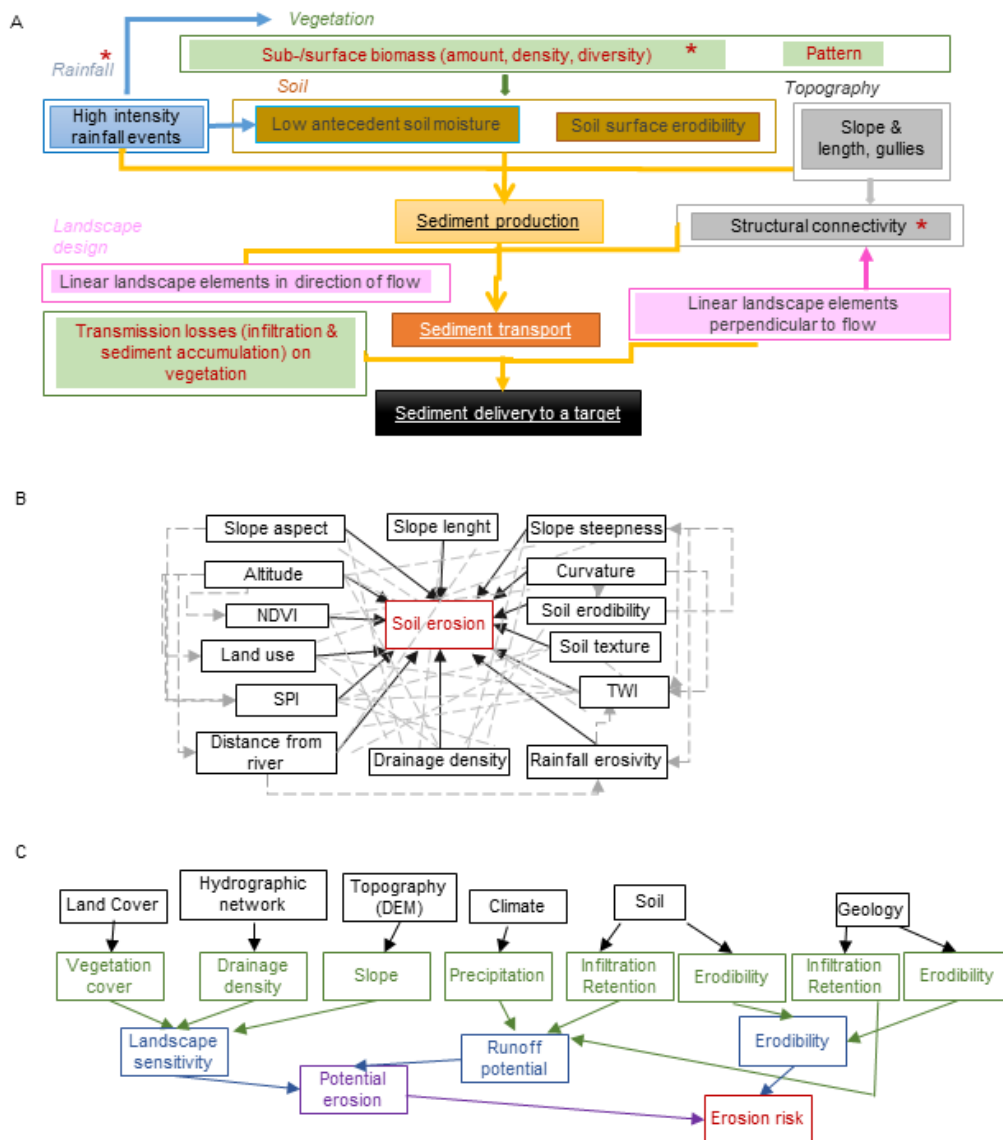 A
Vegetation
Sub-/surface biomass (amount, density, diversity) *
Pattern
*
Rainfall
Soil
Topography
High intensity
rainfall events
Low antecedent soil moisture
Soil surface erodibility
Slope &
length, gullies
Sediment production
Structural connectivity *
Landscape
design
Linear landscape elements in direction of flow
Linear landscape elements
perpendicular to flow
Transmission losses (infiltration &
sediment accumulation) on
vegetation
Sediment transport
Sediment delivery to a target
B
Slope aspect
Slope lenght
Slope steepness
Altitude
Curvature
NDVI
Soil erosion
Soil erodibility
Land use
Soil texture
SPI
TWI
Distance from
river
Drainage density
Rainfall erosivity
C
Land Cover
Hydrographic
network
Topography
(DEM)
Climate
Soil
Geology
Vegetation
cover
Drainage
density
Slope
Precipitation
Infiltration
Retention
Erodibility
Infiltration
Retention
Erodibility
Landscape
sensitivity
Runoff
potential
Erodibility
Potential
erosion
Erosion risk